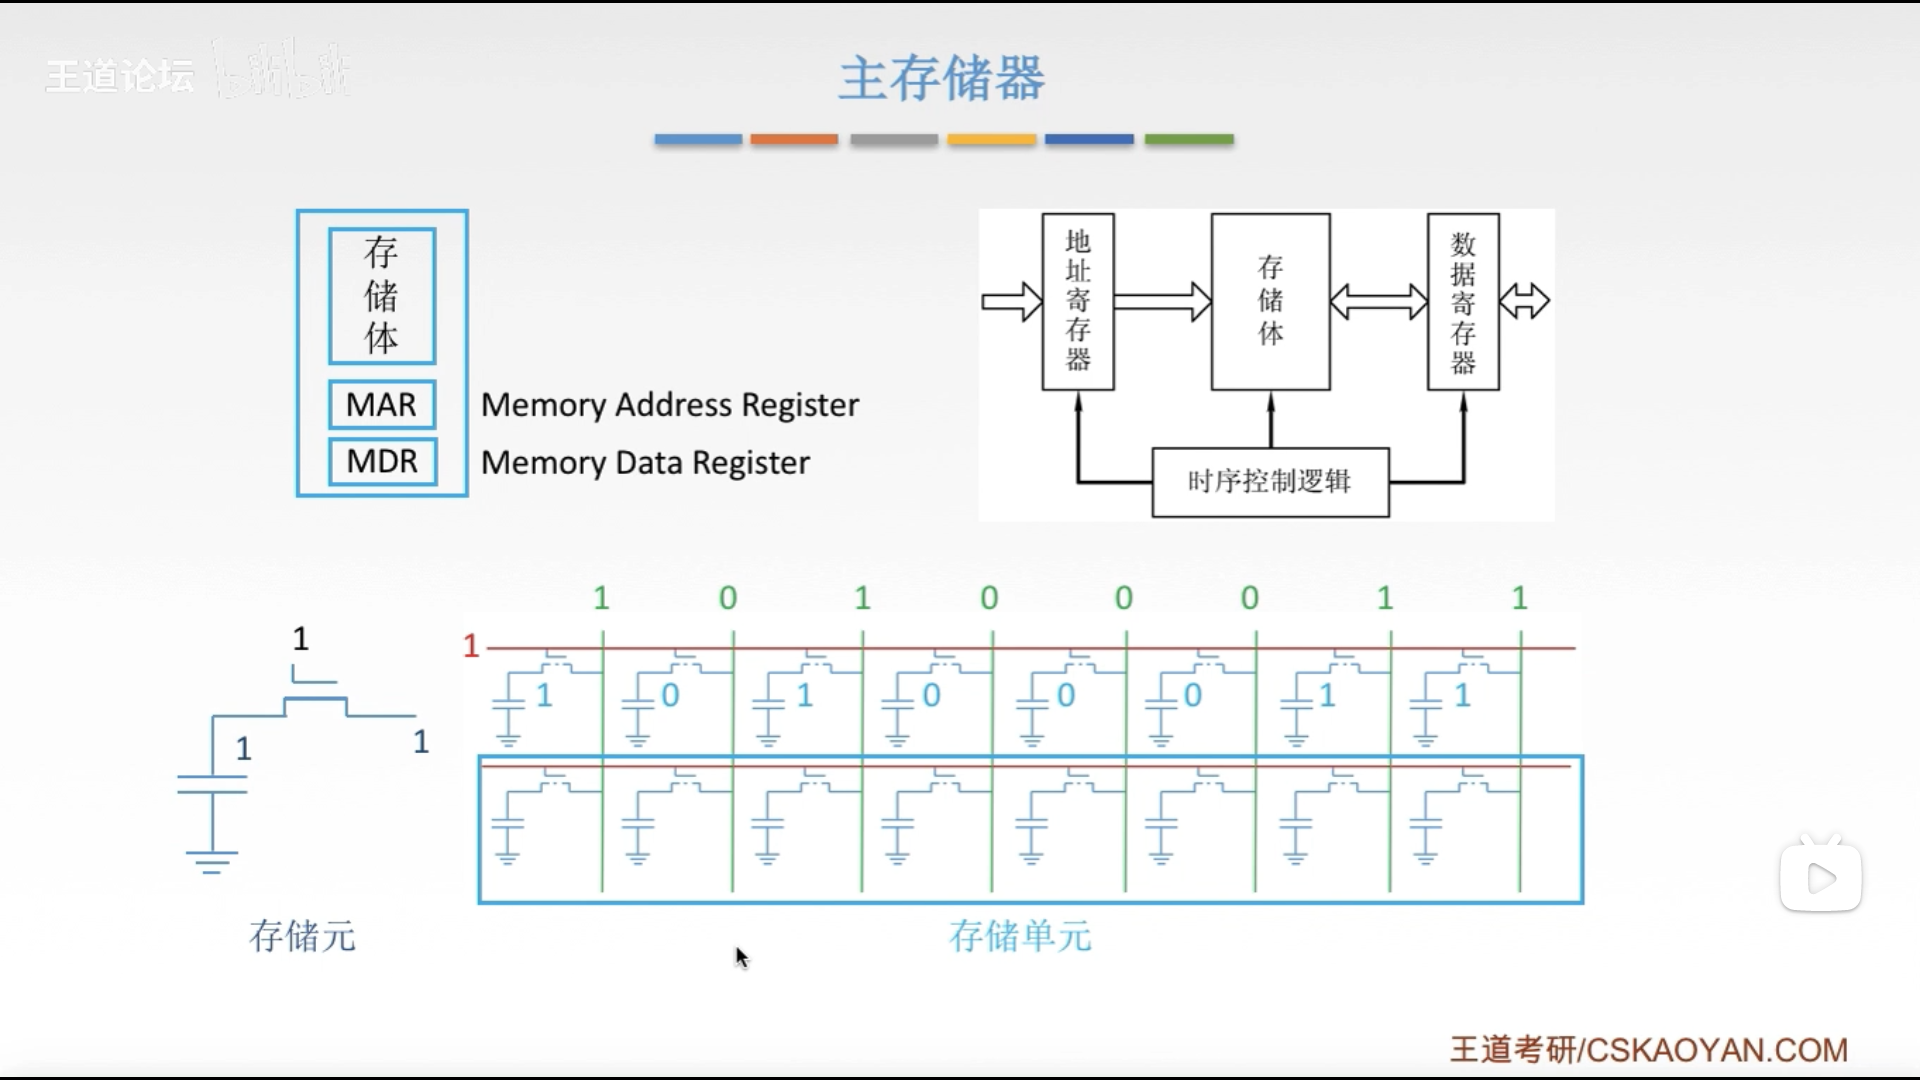 王道论坛 bilibili
主存储器
存储体
MAR
Memory Address Register
MDR
Memory Data Register
地址寄存器
存储体
数据寄存器
时序控制逻辑
1 0 1 0 0 0 1 1
1
1
1 0 1 0 0 0 1 1
1
1
存储元
存储单元
王道考研/CSKAOYAN.COM